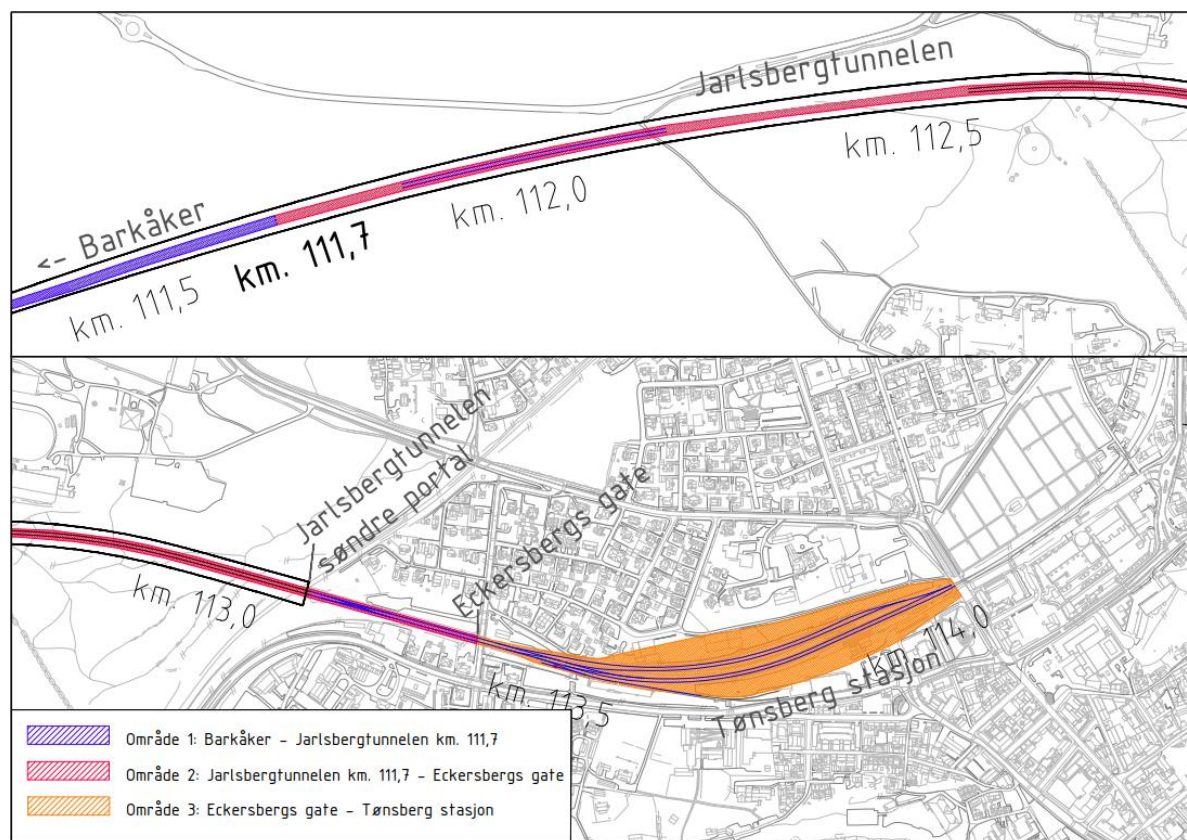 Jarlsbergtunnelen
km. 112,5
km. 112,0
<- Barkåker
km. 111,7
km. 111,5
Jarlsbergtunnelen
søndre portal
Eckersbergs gate
km. 113,0
km. 114,0
km. 113,5
Tønsberg stasjon
Område 1: Barkåker - Jarlsbergtunnelen km. 111,7
Område 2: Jarlsbergtunnelen km. 111,7 - Eckersbergs gate
Område 3: Eckersbergs gate - Tønsberg stasjon